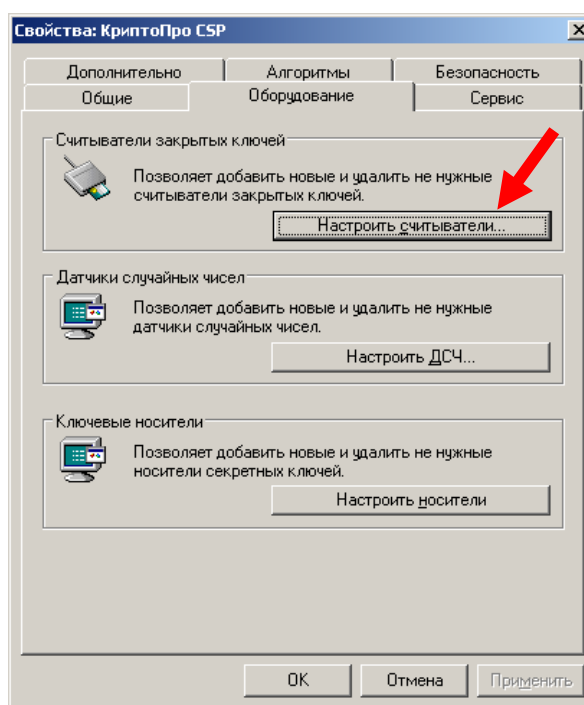 Свойства: КриптоПро CSP
Дополнительно Алгоритмы Безопасность
Общие Оборудование Сервис
Считыватели закрытых ключей
Позволяет добавить новые и удалить не нужные
считыватели закрытых ключей.
Настроить считыватели...
Датчики случайных чисел
Позволяет добавить новые и удалить не нужные
датчики случайных чисел.
Настроить ДСЧ...
Ключевые носители
Позволяет добавить новые и удалить не нужные
носители секретных ключей.
Настроить носители
OK Отмена Применить